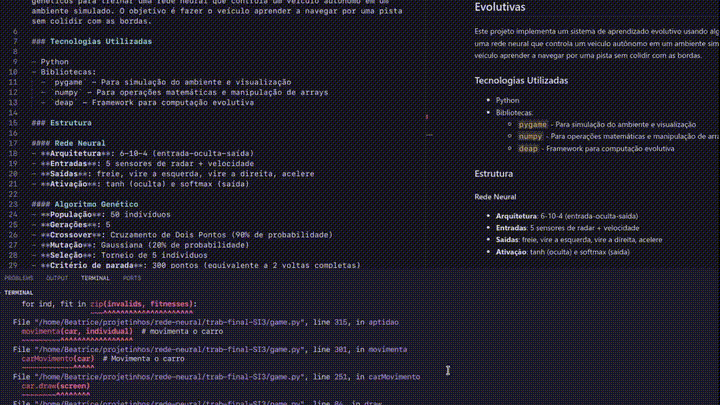 genéticos para treinar uma rede neural que controla um veículo autônomo em um
ambiente simulado. O objetivo é fazer o veículo aprender a navegar por uma pista
sem colidir com as bordas.
6
7 ### Tecnologias Utilizadas
8
9 - Python
10 - Bibliotecas:
11 - `pygame` - Para simulação do ambiente e visualização
12 - `numpy` - Para operações matemáticas e manipulação de arrays
13 - `deap` - Framework para computação evolutiva
14
15 ### Estrutura
16
17 #### Rede Neural
18 - **Arquitetura**: 6-10-4 (entrada-oculta-saída)
19 - **Entradas**: 5 sensores de radar + velocidade
20 - **Saídas**: freie, vire a esquerda, vire a direita, acelere
21 - **Ativação**: tanh (oculta) e softmax (saída)
22
23 #### Algoritmo Genético
24 - **População**: 50 indivíduos
25 - **Gerações**: 5
26 - **Crossover**: Cruzamento de Dois Pontos (90% de probabilidade)
27 - **Mutação**: Gaussiana (20% de probabilidade)
28 - **Seleção**: Torneio de 5 indivíduos
29 - **Critério de parada**: 300 pontos (equivalente a 2 voltas completas)
Evolutivas
Este projeto implementa um sistema de aprendizado evolutivo usando alg
uma rede neural que controla um veículo autônomo em um ambiente sim
veículo aprender a navegar por uma pista sem colidir com as bordas.
Tecnologias Utilizadas
• Python
• Bibliotecas:
○ pygame - Para simulação do ambiente e visualização
○ numpy - Para operações matemáticas e manipulação de arra
○ deap - Framework para computação evolutiva
Estrutura
Rede Neural
• Arquitetura: 6-10-4 (entrada-oculta-saída)
• Entradas: 5 sensores de radar + velocidade
• Saídas: freie, vire a esquerda, vire a direita, acelere
• Ativação: tanh (oculta) e softmax (saída)
PROBLEMS OUTPUT TERMINAL PORTS
TERMINAL
for ind, fit in zip(invalids, fitnesses):
~~~^^^^^^^^^^^^^^^^^^^^^
File "/home/Beatrice/projetinhos/rede-neural/trab-final-SI3/game.py", line 315, in aptidao
movimenta(car, individual) # movimenta o carro
~~~~~~~~~^^^^^^^^^^^^^^^^^
File "/home/Beatrice/projetinhos/rede-neural/trab-final-SI3/game.py", line 301, in movimenta
carMovimento(car) # Movimenta o carro
~~~~~~~~~~~~^^^^^
File "/home/Beatrice/projetinhos/rede-neural/trab-final-SI3/game.py", line 251, in carMovimento
car.draw(screen)
~~~~~~~~^^^^^^^^
File "/home/Beatrice/projetinhos/rede-neural/trab-final-SI3/game.py", line 84, in draw